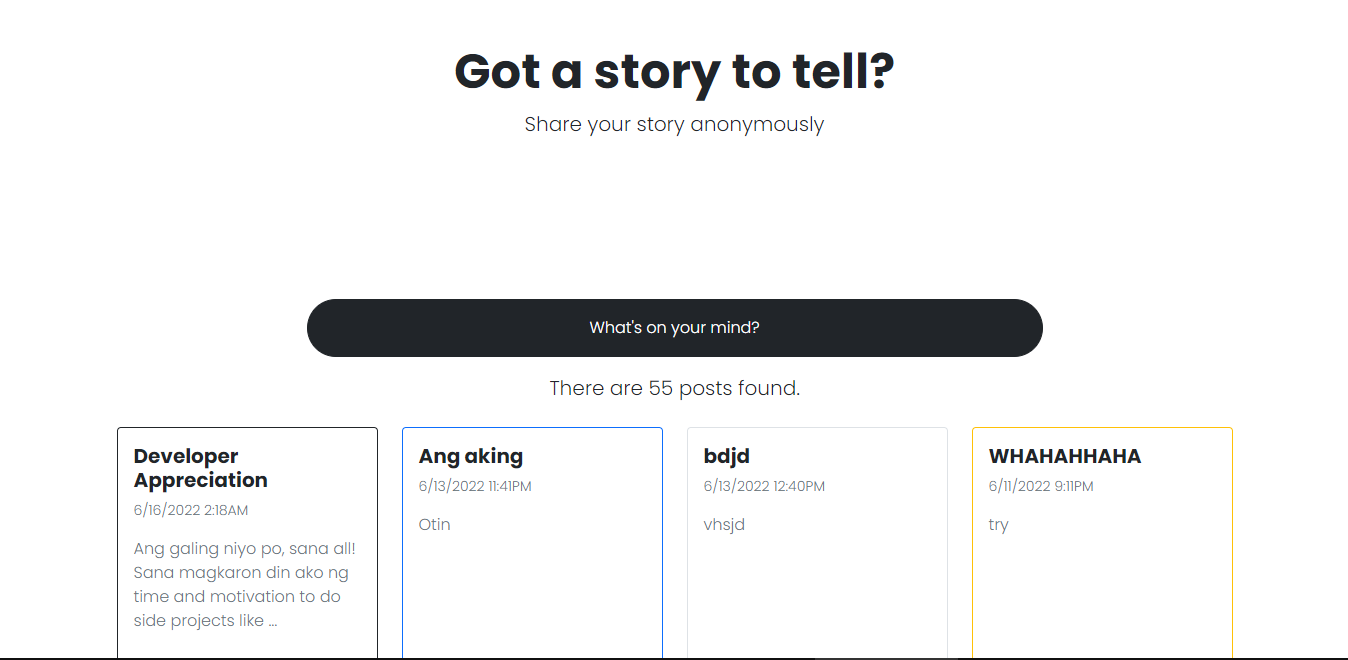 Got a story to tell?
Share your story anonymously
What's on your mind?
There are 55 posts found.
Developer
Appreciation
6/16/2022 2:18AM
Ang galing niyo po, sana all!
Sana magkaron din ako ng
time and motivation to do
side projects like ...
Ang aking
6/13/2022 11:41PM
Otin
bdjd
6/13/2022 12:40PM
vhsjd
WHAHAHHAHA
6/11/2022 9:11PM
try